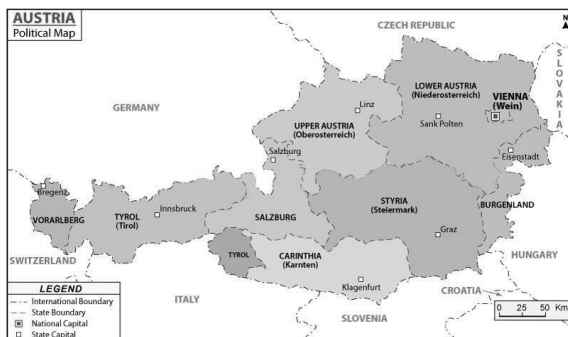 AUSTRIA
Political Map
CZECH REPUBLIC
N
SLOVAKIA
GERMANY
LOWER AUSTRIA
(Niederosterreich)
VIENNA
(Wein)
Linz
UPPER AUSTRIA
(Oberosterreich)
Sank Polten
Salzburg
Eisenstadt
Bregenz
VORARLBERG
TYROL
(Tirol)
Innsbruck
SALZBURG
STYRIA
(Steiermark)
BURGENLAND
Graz
TYROL
CARINTHIA
(Karnten)
Klagenfurt
SWITZERLAND
HUNGARY
ITALY
CROATIA
SLOVENIA
LEGEND
International Boundary
State Boundary
National Capital
State Capital
0 25 50 Km